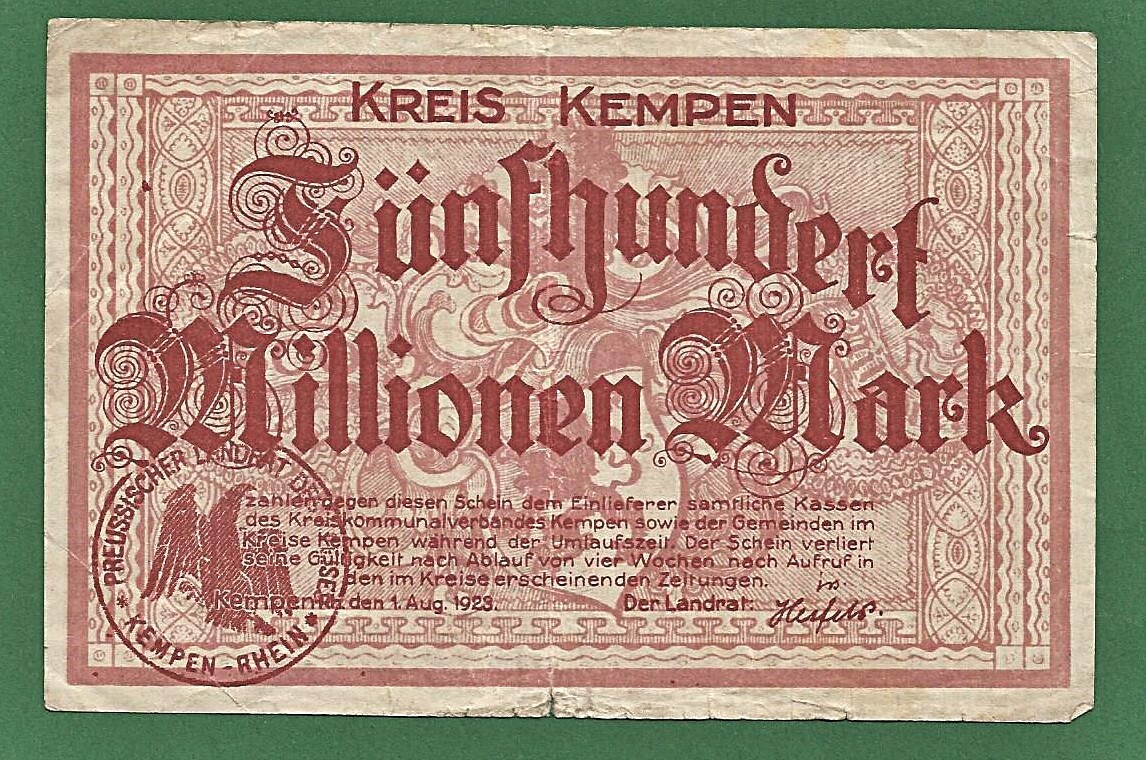 KREIS KEMPEN
Fünfhundert
Millionen Mark
zahlen gegen diesen Schein dem Einlieferer sämtliche Kassen
des Kreiskommunalverbandes Kempen sowie der Gemeinden im
Kreise Kempen während der Umlaufszeit. Der Schein verliert
seine Gültigkeit nach Ablauf von vier Wochen nach Aufruf in
den im Kreise erscheinenden Zeitungen.
Kempen Rh. den 1. Aug. 1923. Der Landrat:
PREUSSISCHER LANDRAT DES KREISES
* KEMPEN-RHEIN *